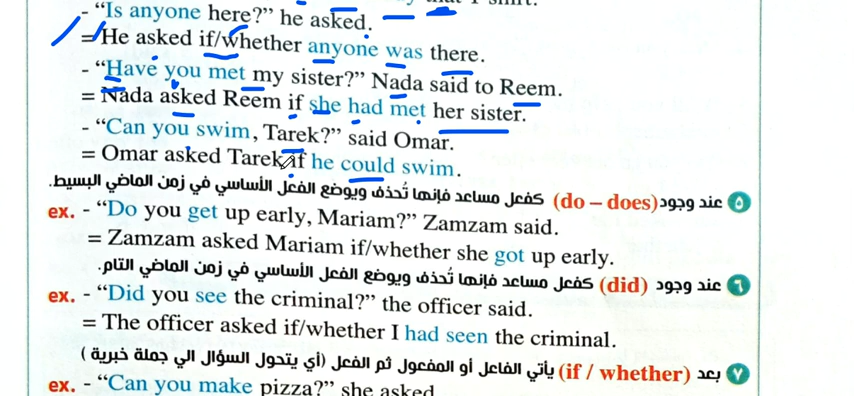 - "Is anyone here?" he asked.
= He asked if/whether anyone was there.
- "Have you met my sister?" Nada said to Reem.
= Nada asked Reem if she had met her sister.
- "Can you swim, Tarek?" said Omar.
= Omar asked Tarek if he could swim.
٥ عند وجود (do – does) كفعل مساعد فإنها تُحذف ويوضع الفعل الأساسي في زمن الماضي البسيط.
ex. - "Do you get up early, Mariam?" Zamzam said.
= Zamzam asked Mariam if/whether she got up early.
٦ عند وجود (did) كفعل مساعد فإنها تُحذف ويوضع الفعل الأساسي في زمن الماضي التام.
ex. - "Did you see the criminal?" the officer said.
= The officer asked if/whether I had seen the criminal.
٧ بعد (if / whether) يأتي الفاعل أو المفعول ثم الفعل (أي يتحول السؤال الي جملة خبرية )
ex. - "Can you make pizza?" she asked